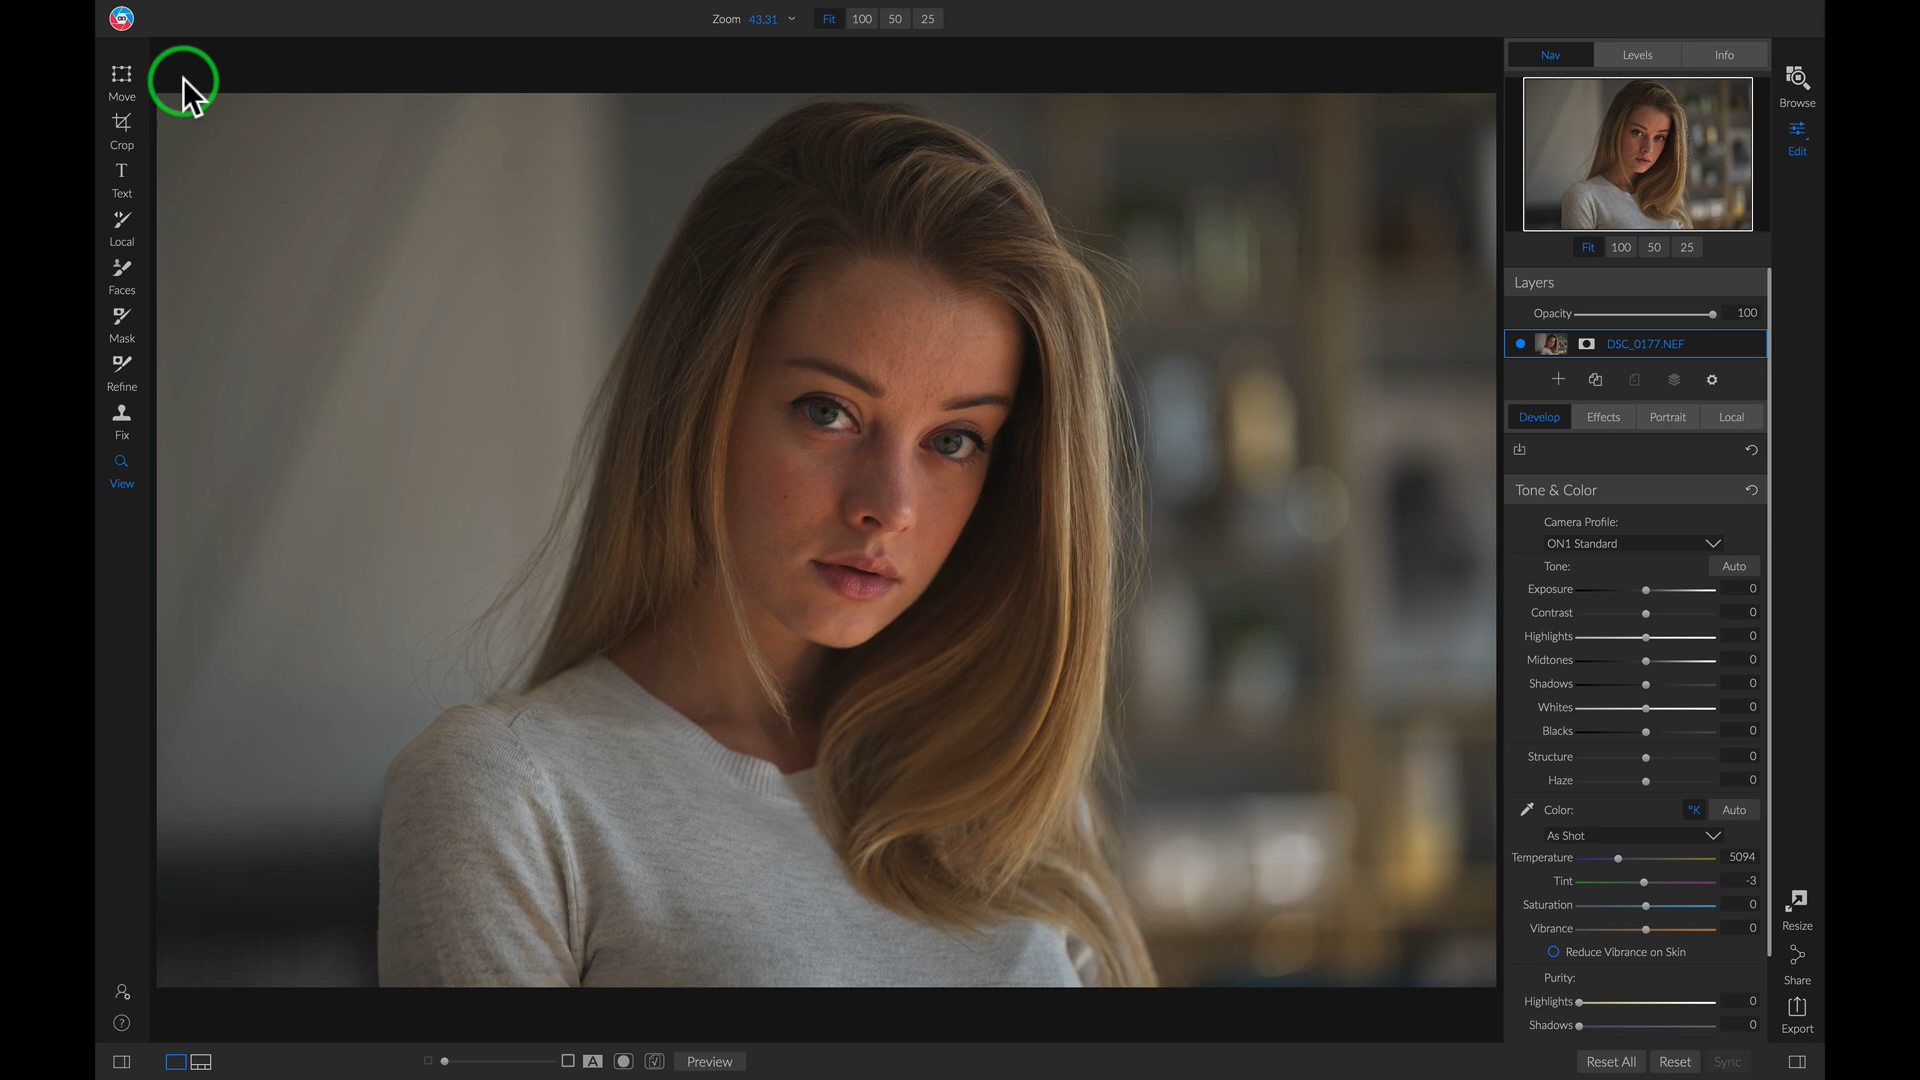 Zoom 43.31 Fit 100 50 25
Move
Crop
T
Text
Local
Faces
Mask
Refine
Fix
View
?
Nav Levels Info
Fit 100 50 25
Layers
Opacity 100
DSC_0177.NEF
Develop Effects Portrait Local
Tone & Color
Camera Profile:
ON1 Standard
Tone: Auto
Exposure 0
Contrast 0
Highlights 0
Midtones 0
Shadows 0
Whites 0
Blacks 0
Structure 0
Haze 0
Color: °K Auto
As Shot
Temperature 5094
Tint -3
Saturation 0
Vibrance 0
Reduce Vibrance on Skin
Purity:
Highlights 0
Shadows 0
Browse
Edit
Resize
Share
Export
A Preview Reset All Reset Sync